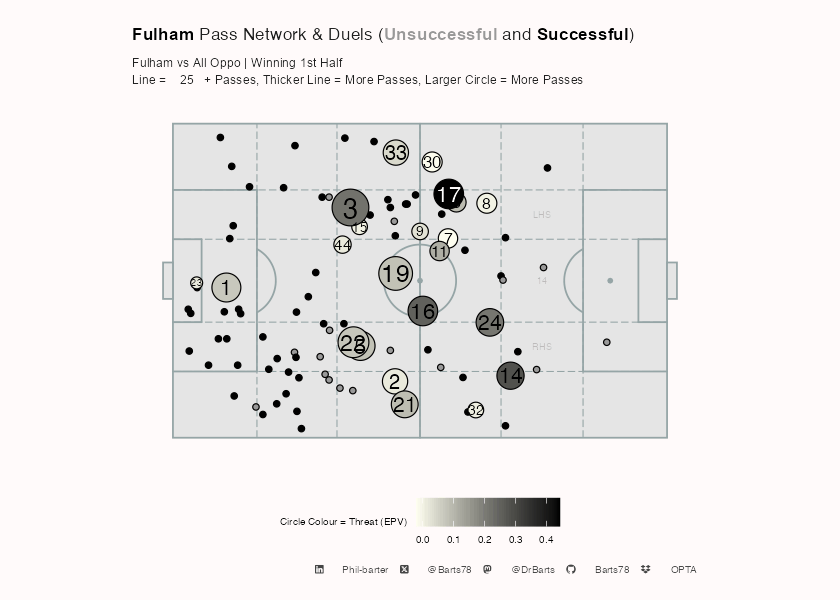 Fulham Pass Network & Duels (Unsuccessful and Successful)
Fulham vs All Oppo | Winning 1st Half
Line = 25 + Passes, Thicker Line = More Passes, Larger Circle = More Passes
33
30
17
3
8
LHS
15
9
7
44
11
19
14
23
1
16
24
22
RHS
14
2
21
32
Circle Colour = Threat (EPV)
0.0 0.1 0.2 0.3 0.4
Phil-barter @Barts78 @DrBarts Barts78 OPTA